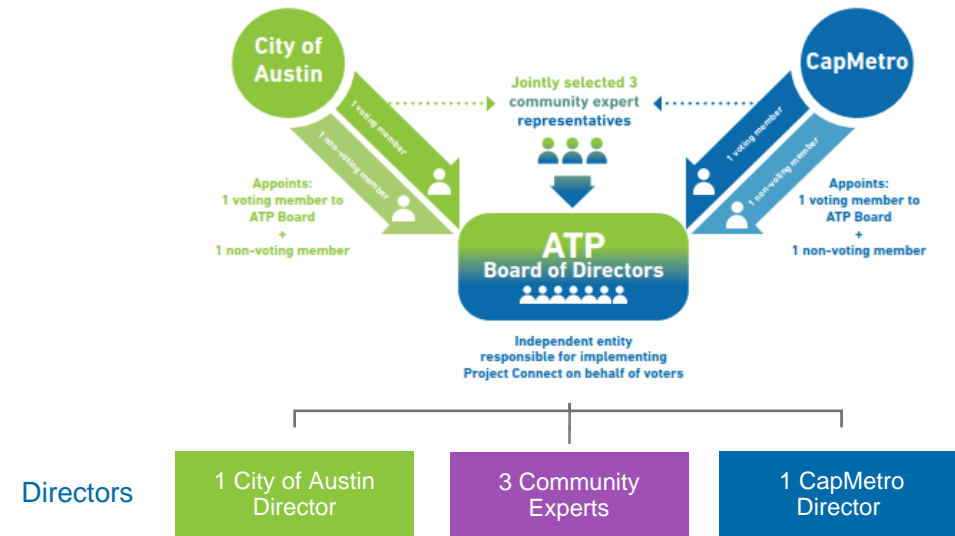 City of
Austin
CapMetro
Jointly selected 3
community expert
representatives
1 voting member
1 non-voting member
1 voting member
1 non-voting member
Appoints:
1 voting member to
ATP Board
+
1 non-voting member
Appoints:
1 voting member to
ATP Board
+
1 non-voting member
ATP
Board of Directors
Independent entity
responsible for implementing
Project Connect on behalf of voters
Directors
1 City of Austin
Director
3 Community
Experts
1 CapMetro
Director